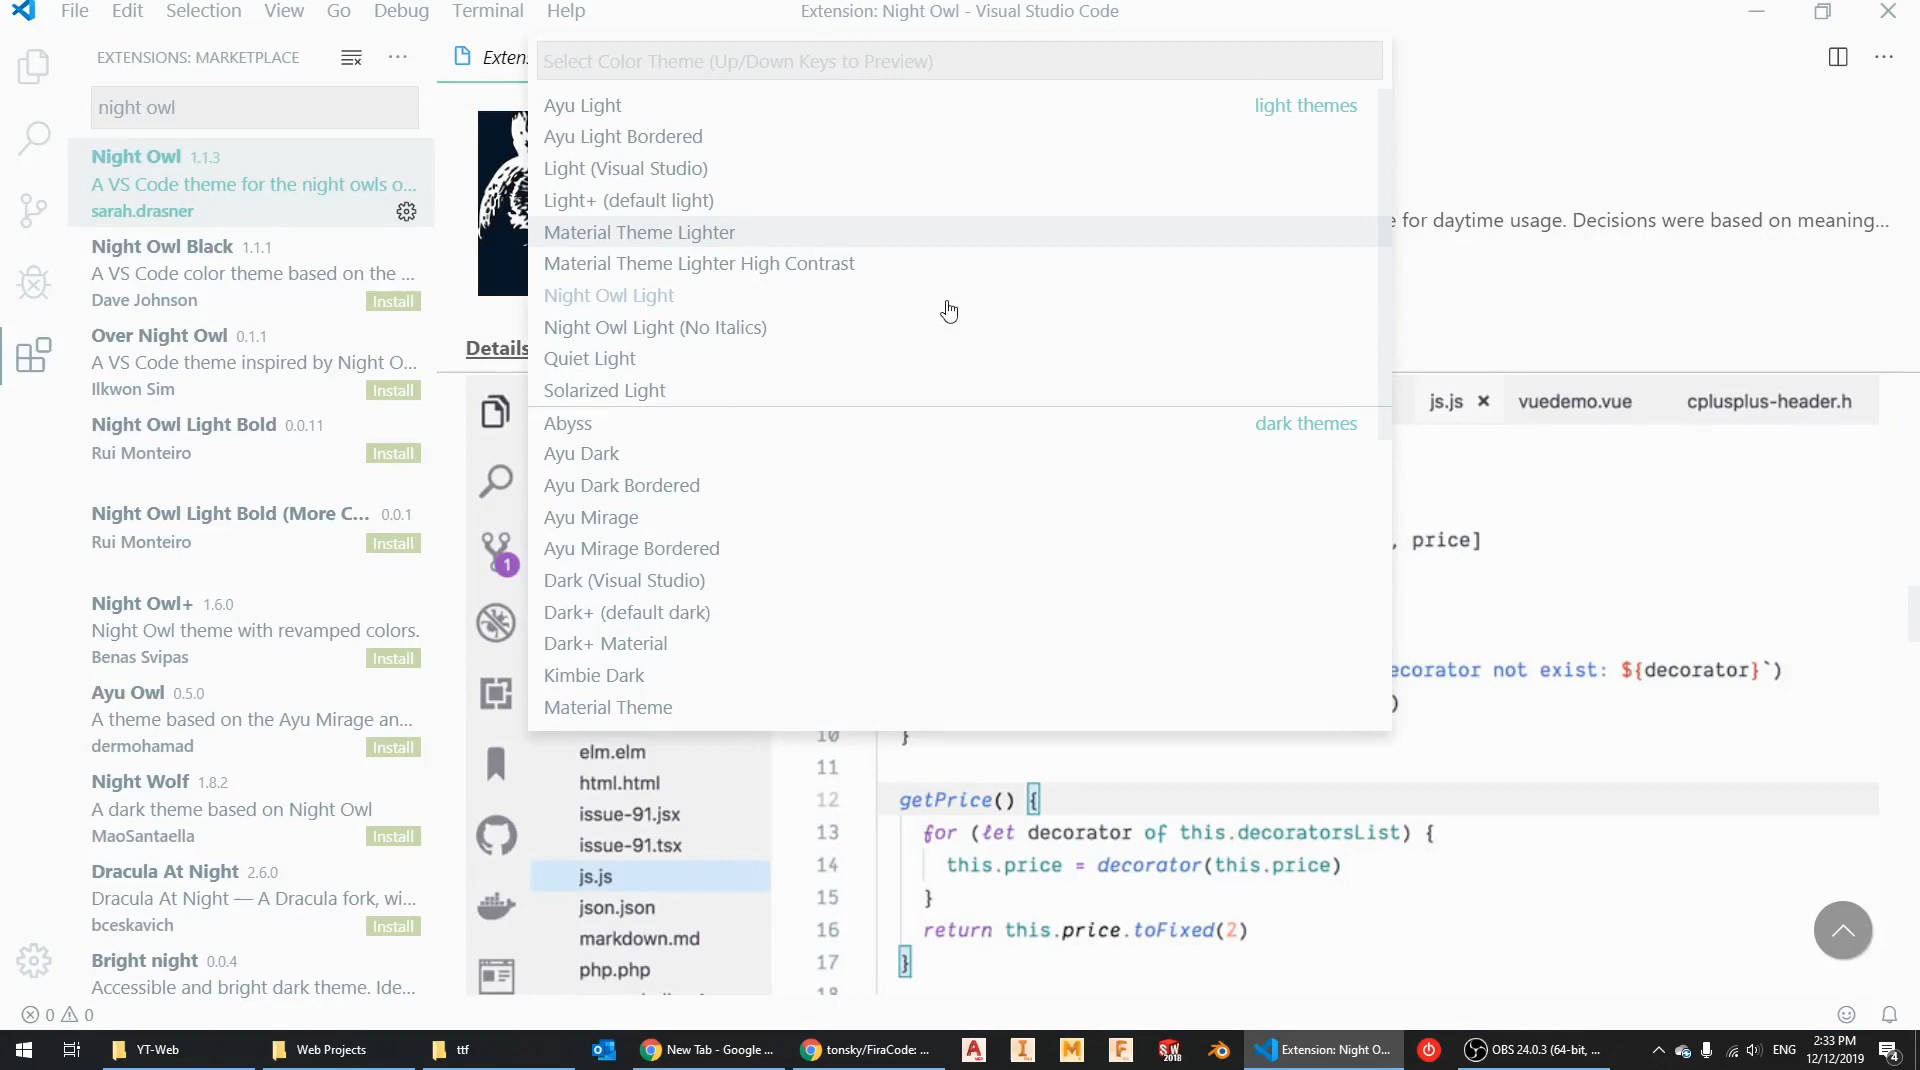 File Edit Selection View Go Debug Terminal Help
Extension: Night Owl - Visual Studio Code
EXTENSIONS: MARKETPLACE
night owl
Night Owl 1.1.3
A VS Code theme for the night owls o...
sarah.drasner
Night Owl Black 1.1.1
A VS Code color theme based on the ...
Dave Johnson Install
Over Night Owl 0.1.1
A VS Code theme inspired by Night O...
Ilkwon Sim Install
Night Owl Light Bold 0.0.11
Rui Monteiro Install
Night Owl Light Bold (More C... 0.0.1
Rui Monteiro Install
Night Owl+ 1.6.0
Night Owl theme with revamped colors.
Benas Svipas Install
Ayu Owl 0.5.0
A theme based on the Ayu Mirage an...
dermohamad Install
Night Wolf 1.8.2
A dark theme based on Night Owl
MaoSantaella Install
Dracula At Night 2.6.0
Dracula At Night — A Dracula fork, wi...
bceskavich Install
Bright night 0.0.4
Accessible and bright dark theme. Ide...
Exten
Select Color Theme (Up/Down Keys to Preview)
Ayu Light light themes
Ayu Light Bordered
Light (Visual Studio)
Light+ (default light)
Material Theme Lighter
Material Theme Lighter High Contrast
Night Owl Light
Night Owl Light (No Italics)
Quiet Light
Solarized Light
Abyss dark themes
Ayu Dark
Ayu Dark Bordered
Ayu Mirage
Ayu Mirage Bordered
Dark (Visual Studio)
Dark+ (default dark)
Dark+ Material
Kimbie Dark
Material Theme
e for daytime usage. Decisions were based on meaning...
Details
js.js × vuedemo.vue cplusplus-header.h
1
elm.elm
html.html
issue-91.jsx
issue-91.tsx
js.js
json.json
markdown.md
php.php
, price]
ecorator not exist: ${decorator}`)
)
10 }
11
12 getPrice() {
13 for (let decorator of this.decoratorsList) {
14 this.price = decorator(this.price)
15 }
16 return this.price.toFixed(2)
17 }
18
0 0
YT-Web Web Projects ttf New Tab - Google ... tonsky/FiraCode: ... SW 2018 Extension: Night O... OBS 24.0.3 (64-bit, ... ENG 2:33 PM
12/12/2019 4